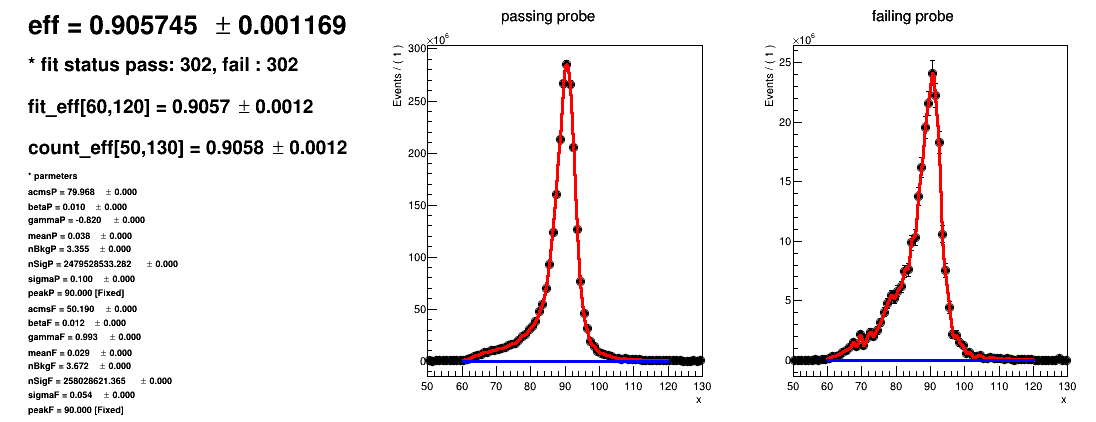 eff = 0.905745 ± 0.001169
* fit status pass: 302, fail : 302
fit_eff[60,120] = 0.9057 ± 0.0012
count_eff[50,130] = 0.9058 ± 0.0012
* parmeters
acmsP = 79.968 ± 0.000
betaP = 0.010 ± 0.000
gammaP = -0.820 ± 0.000
meanP = 0.038 ± 0.000
nBkgP = 3.355 ± 0.000
nSigP = 2479528533.282 ± 0.000
sigmaP = 0.100 ± 0.000
peakP = 90.000 [Fixed]
acmsF = 50.190 ± 0.000
betaF = 0.012 ± 0.000
gammaF = 0.993 ± 0.000
meanF = 0.029 ± 0.000
nBkgF = 3.672 ± 0.000
nSigF = 258028621.365 ± 0.000
sigmaF = 0.054 ± 0.000
peakF = 90.000 [Fixed]
passing probe
×10⁶
Events / ( 1 )
300
250
200
150
100
50
0
50 60 70 80 90 100 110 120 130
x
failing probe
×10⁶
Events / ( 1 )
25
20
15
10
5
0
50 60 70 80 90 100 110 120 130
x